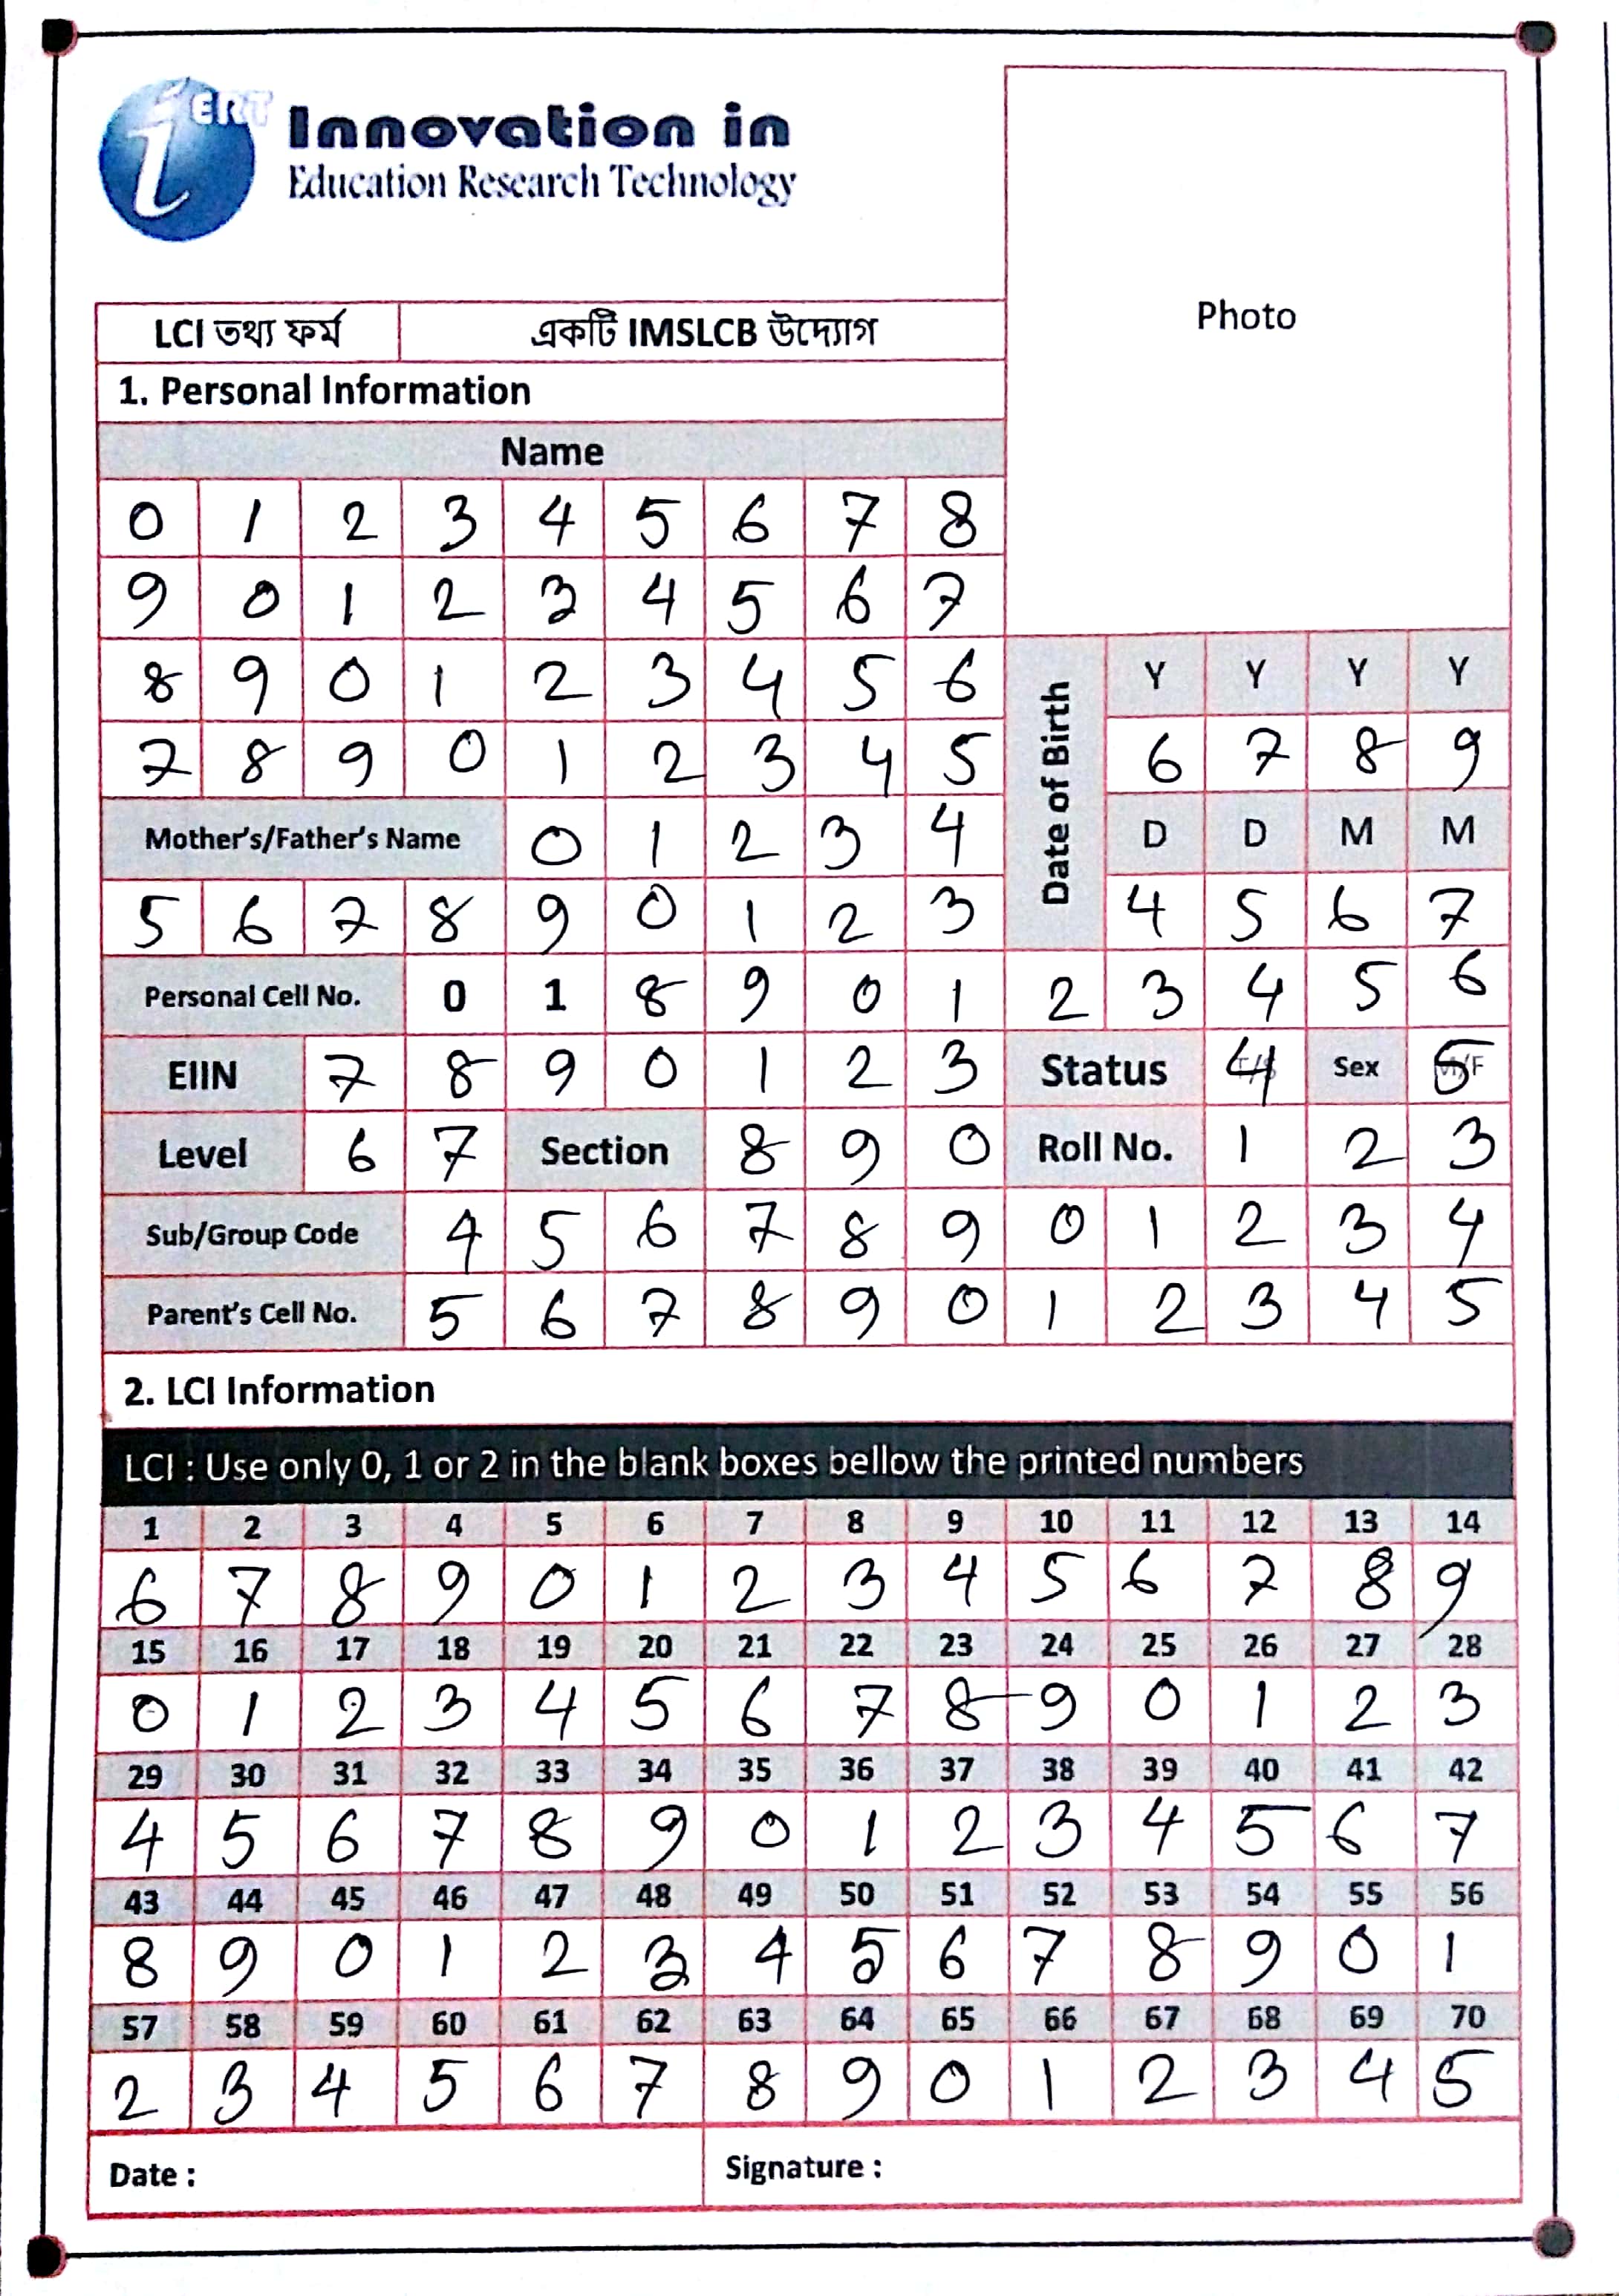 iERT Innovation in
Education Research Technology
Photo
LCI তথ্য ফর্ম একটি IMSLCB উদ্যোগ
1. Personal Information
Name
0 1 2 3 4 5 6 7 8
9 0 1 2 3 4 5 6 7
8 9 0 1 2 3 4 5 6
7 8 9 0 1 2 3 4 5
Date of Birth
Y Y Y Y
6 7 8 9
D D M M
4 5 6 7
Mother's/Father's Name 0 1 2 3 4
5 6 7 8 9 0 1 2 3
Personal Cell No. 0 1 8 9 0 1 2 3 4 5 6
EIIN 7 8 9 0 1 2 3 Status 4 Sex 5
Level 6 7 Section 8 9 0 Roll No. 1 2 3
Sub/Group Code 4 5 6 7 8 9 0 1 2 3 4
Parent's Cell No. 5 6 7 8 9 0 1 2 3 4 5
2. LCI Information
LCI : Use only 0, 1 or 2 in the blank boxes bellow the printed numbers
1 2 3 4 5 6 7 8 9 10 11 12 13 14
6 7 8 9 0 1 2 3 4 5 6 7 8 9
15 16 17 18 19 20 21 22 23 24 25 26 27 28
0 1 2 3 4 5 6 7 8 9 0 1 2 3
29 30 31 32 33 34 35 36 37 38 39 40 41 42
4 5 6 7 8 9 0 1 2 3 4 5 6 7
43 44 45 46 47 48 49 50 51 52 53 54 55 56
8 9 0 1 2 3 4 5 6 7 8 9 0 1
57 58 59 60 61 62 63 64 65 66 67 68 69 70
2 3 4 5 6 7 8 9 0 1 2 3 4 5
Date : Signature :